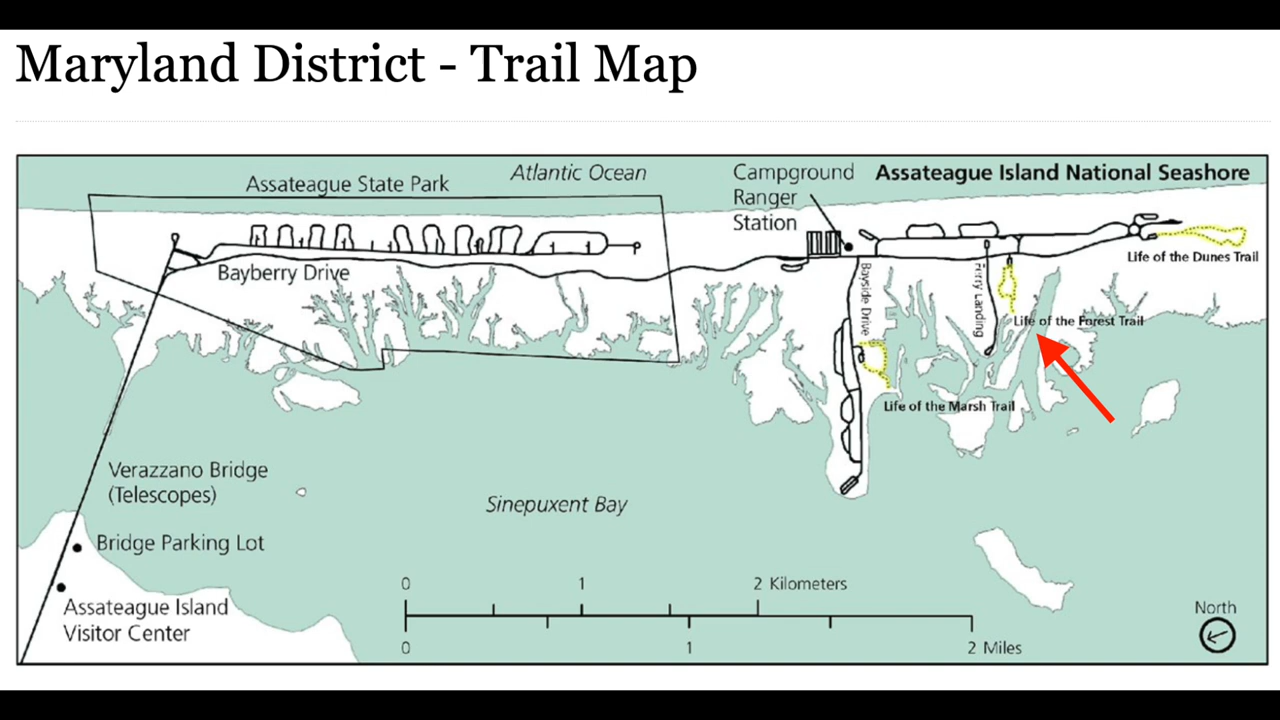 Maryland District - Trail Map
Atlantic Ocean
Assateague State Park
Campground
Ranger
Station
Assateague Island National Seashore
Bayberry Drive
Bayside Drive
Ferry Landing
Life of the Dunes Trail
Life of the Forest Trail
Life of the Marsh Trail
Verazzano Bridge
(Telescopes)
Sinepuxent Bay
Bridge Parking Lot
Assateague Island
Visitor Center
0 1 2 Kilometers
0 1 2 Miles
North